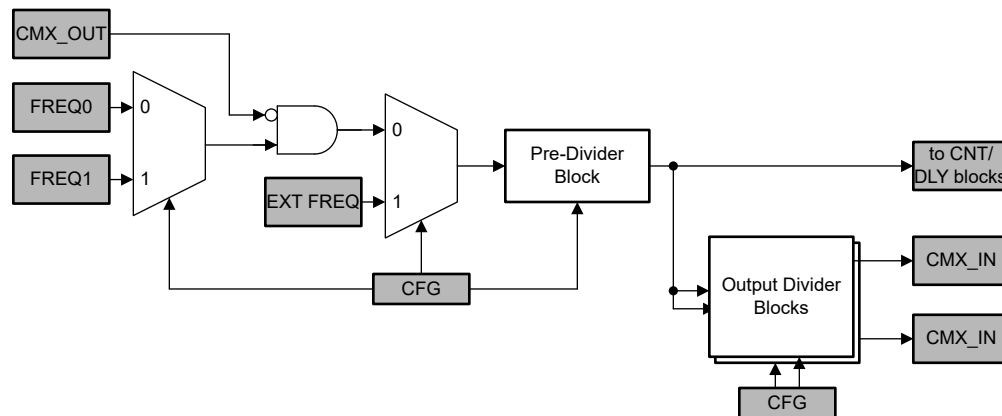 CMX_OUT
FREQ0
0
FREQ1
1
0
EXT FREQ
1
Pre-Divider
Block
to CNT/
DLY blocks
CFG
Output Divider
Blocks
CMX_IN
CMX_IN
CFG